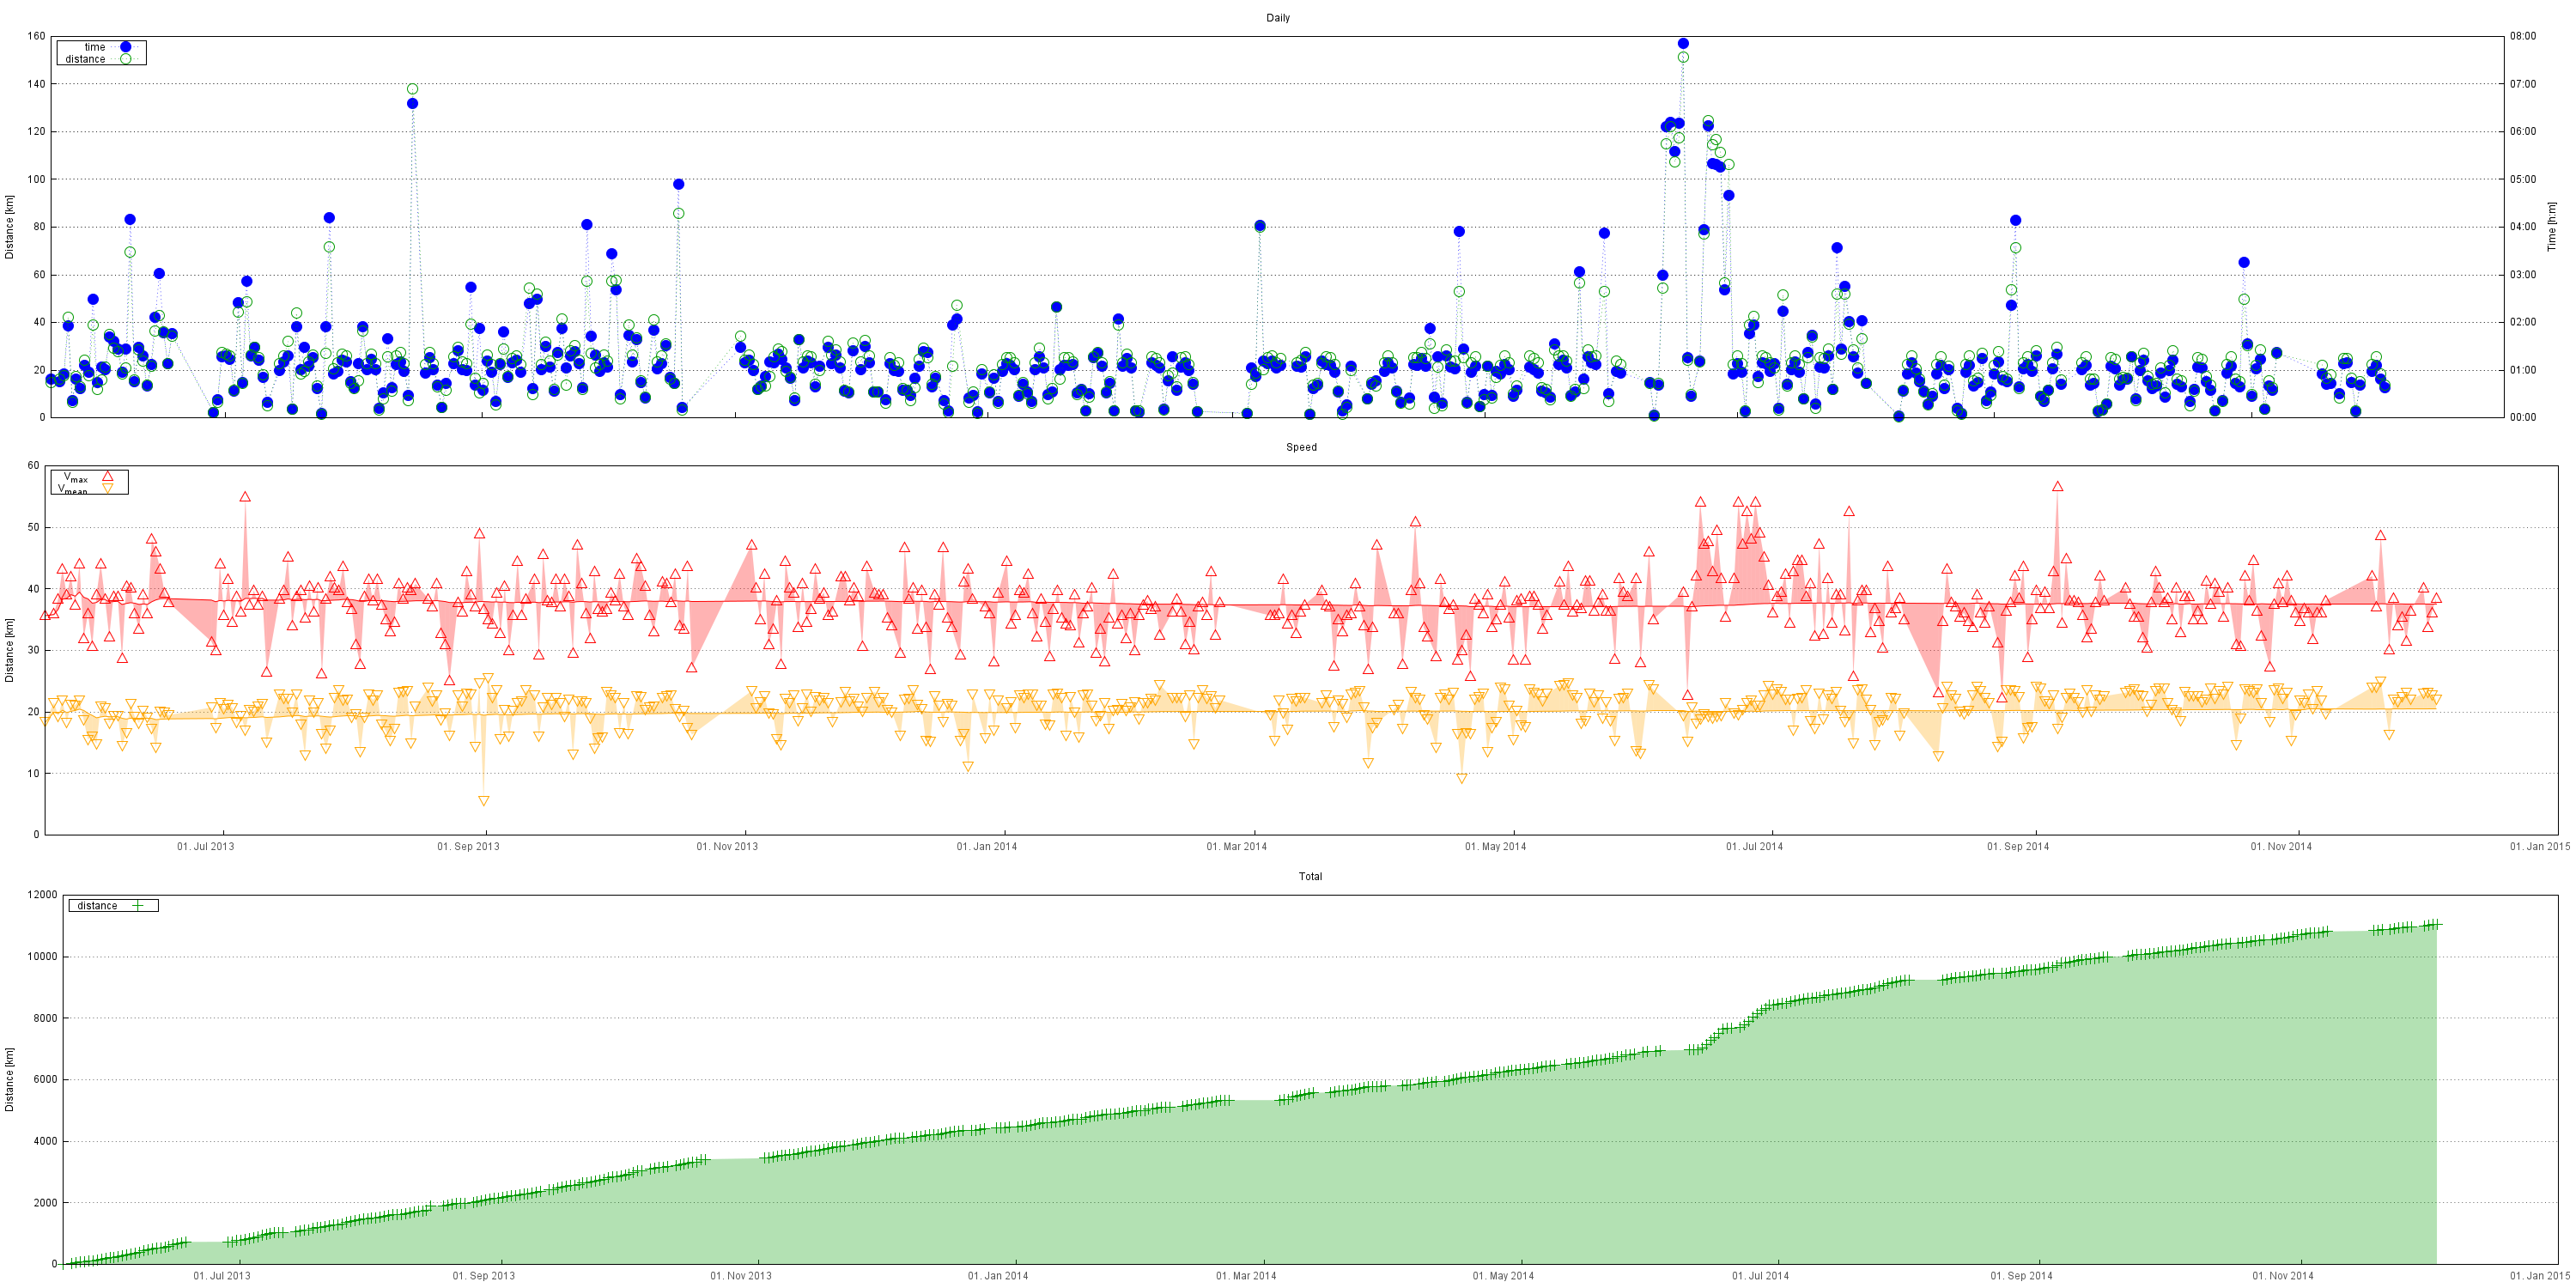 Daily
160
140
120
100
80
60
40
20
0
08:00
07:00
06:00
05:00
04:00
03:00
02:00
01:00
00:00
time
distance
Distance [km]
Time [h:m]
Speed
60
50
40
30
20
10
0
Vmax
Vmean
Distance [km]
01. Jul 2013
01. Sep 2013
01. Nov 2013
01. Jan 2014
01. Mar 2014
01. May 2014
01. Jul 2014
01. Sep 2014
01. Nov 2014
01. Jan 2015
Total
12000
10000
8000
6000
4000
2000
0
distance
Distance [km]
01. Jul 2013
01. Sep 2013
01. Nov 2013
01. Jan 2014
01. Mar 2014
01. May 2014
01. Jul 2014
01. Sep 2014
01. Nov 2014
01. Jan 2015